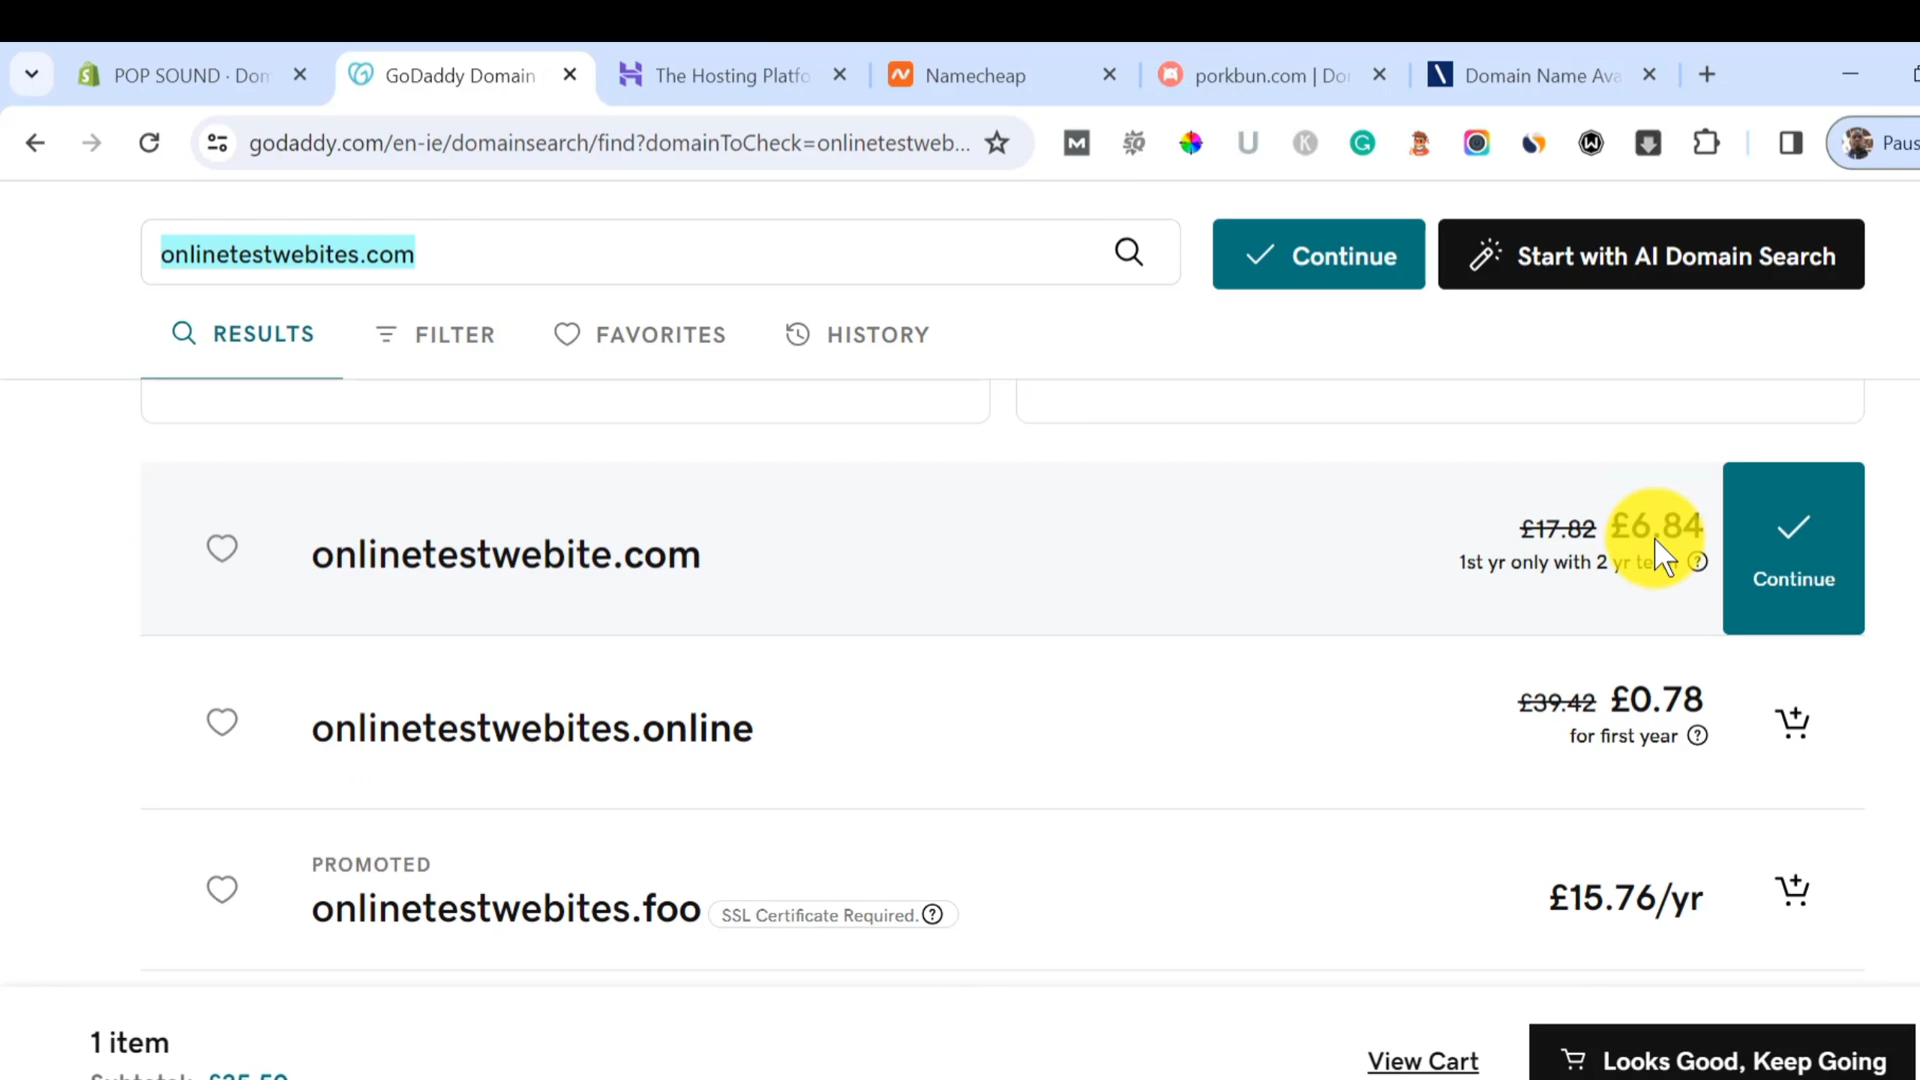 POP SOUND · Dom
GoDaddy Domain
The Hosting Platfo
Namecheap
porkbun.com | Do
Domain Name Ava
godaddy.com/en-ie/domainsearch/find?domainToCheck=onlinetestweb...
Paus
onlinetestwebites.com
Continue
Start with AI Domain Search
RESULTS
FILTER
FAVORITES
HISTORY
onlinetestwebite.com
£17.82 £6.84
1st yr only with 2 yr
Continue
onlinetestwebites.online
£39.42 £0.78
for first year
PROMOTED
onlinetestwebites.foo
SSL Certificate Required.
£15.76/yr
1 item
View Cart
Looks Good, Keep Going